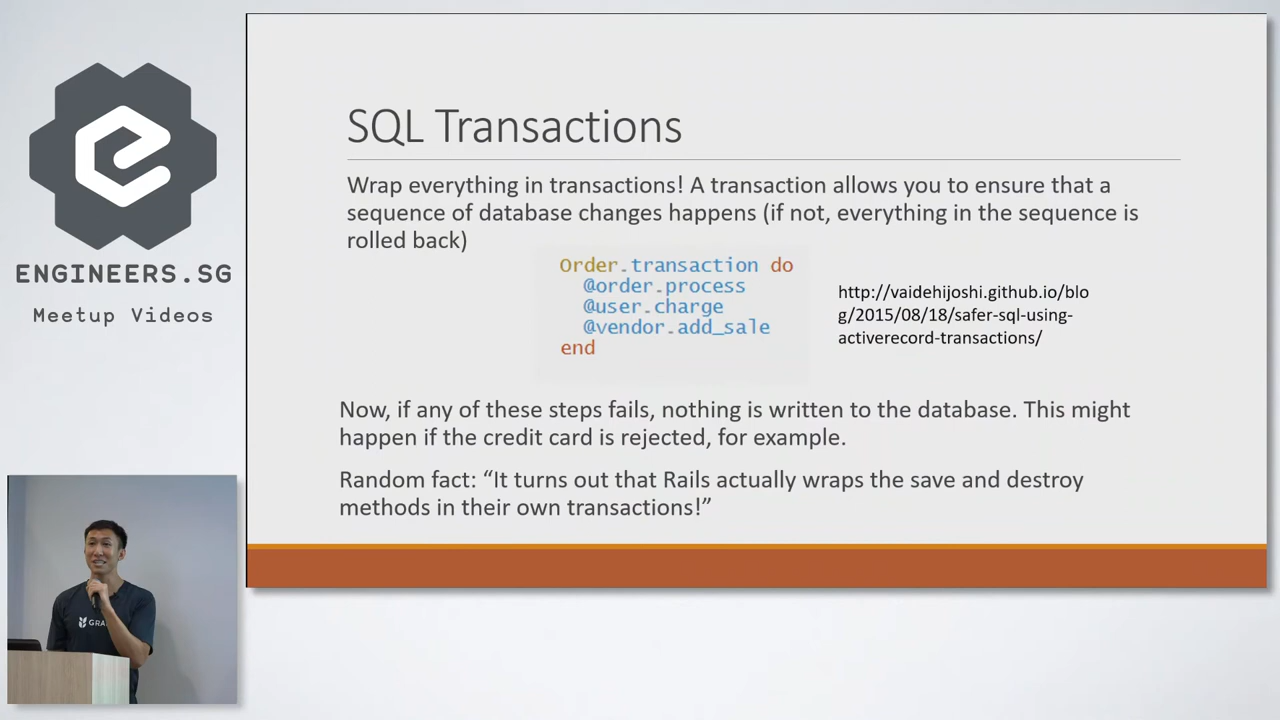 ENGINEERS.SG
Meetup Videos
SQL Transactions
Wrap everything in transactions! A transaction allows you to ensure that a
sequence of database changes happens (if not, everything in the sequence is
rolled back)
Order.transaction do
@order.process
@user.charge
@vendor.add_sale
end
http://vaidehijoshi.github.io/blo
g/2015/08/18/safer-sql-using-
activerecord-transactions/
Now, if any of these steps fails, nothing is written to the database. This might
happen if the credit card is rejected, for example.
Random fact: “It turns out that Rails actually wraps the save and destroy
methods in their own transactions!”